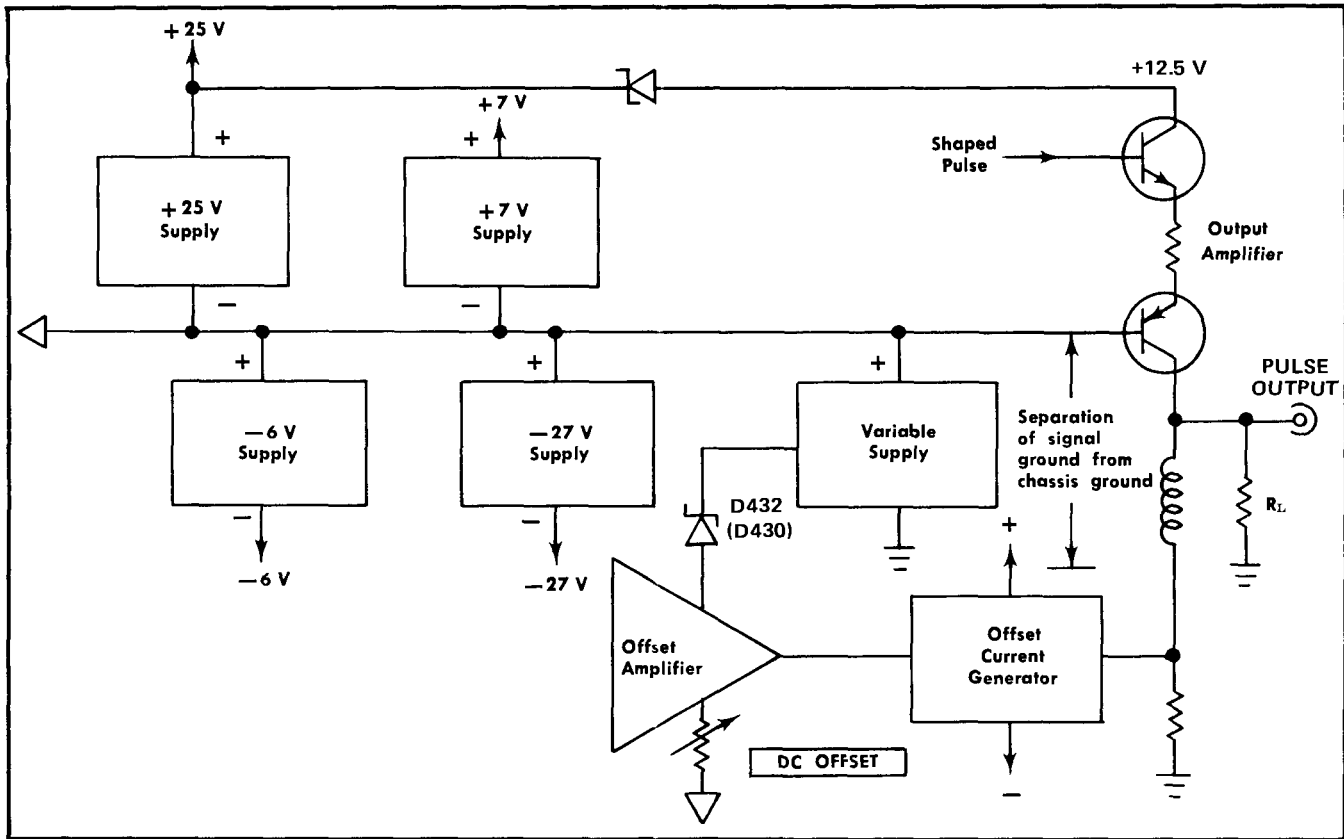 +25 V
+12.5 V
+7 V
+
+
Shaped
Pulse
+25 V
Supply
+7 V
Supply
Output
Amplifier
−
−
+
+
+
PULSE
OUTPUT
−6 V
Supply
−27 V
Supply
Variable
Supply
Separation
of signal
ground from
chassis ground
D432
(D430)
RL
−
−
+
−6 V
−27 V
Offset
Amplifier
Offset
Current
Generator
DC OFFSET
−